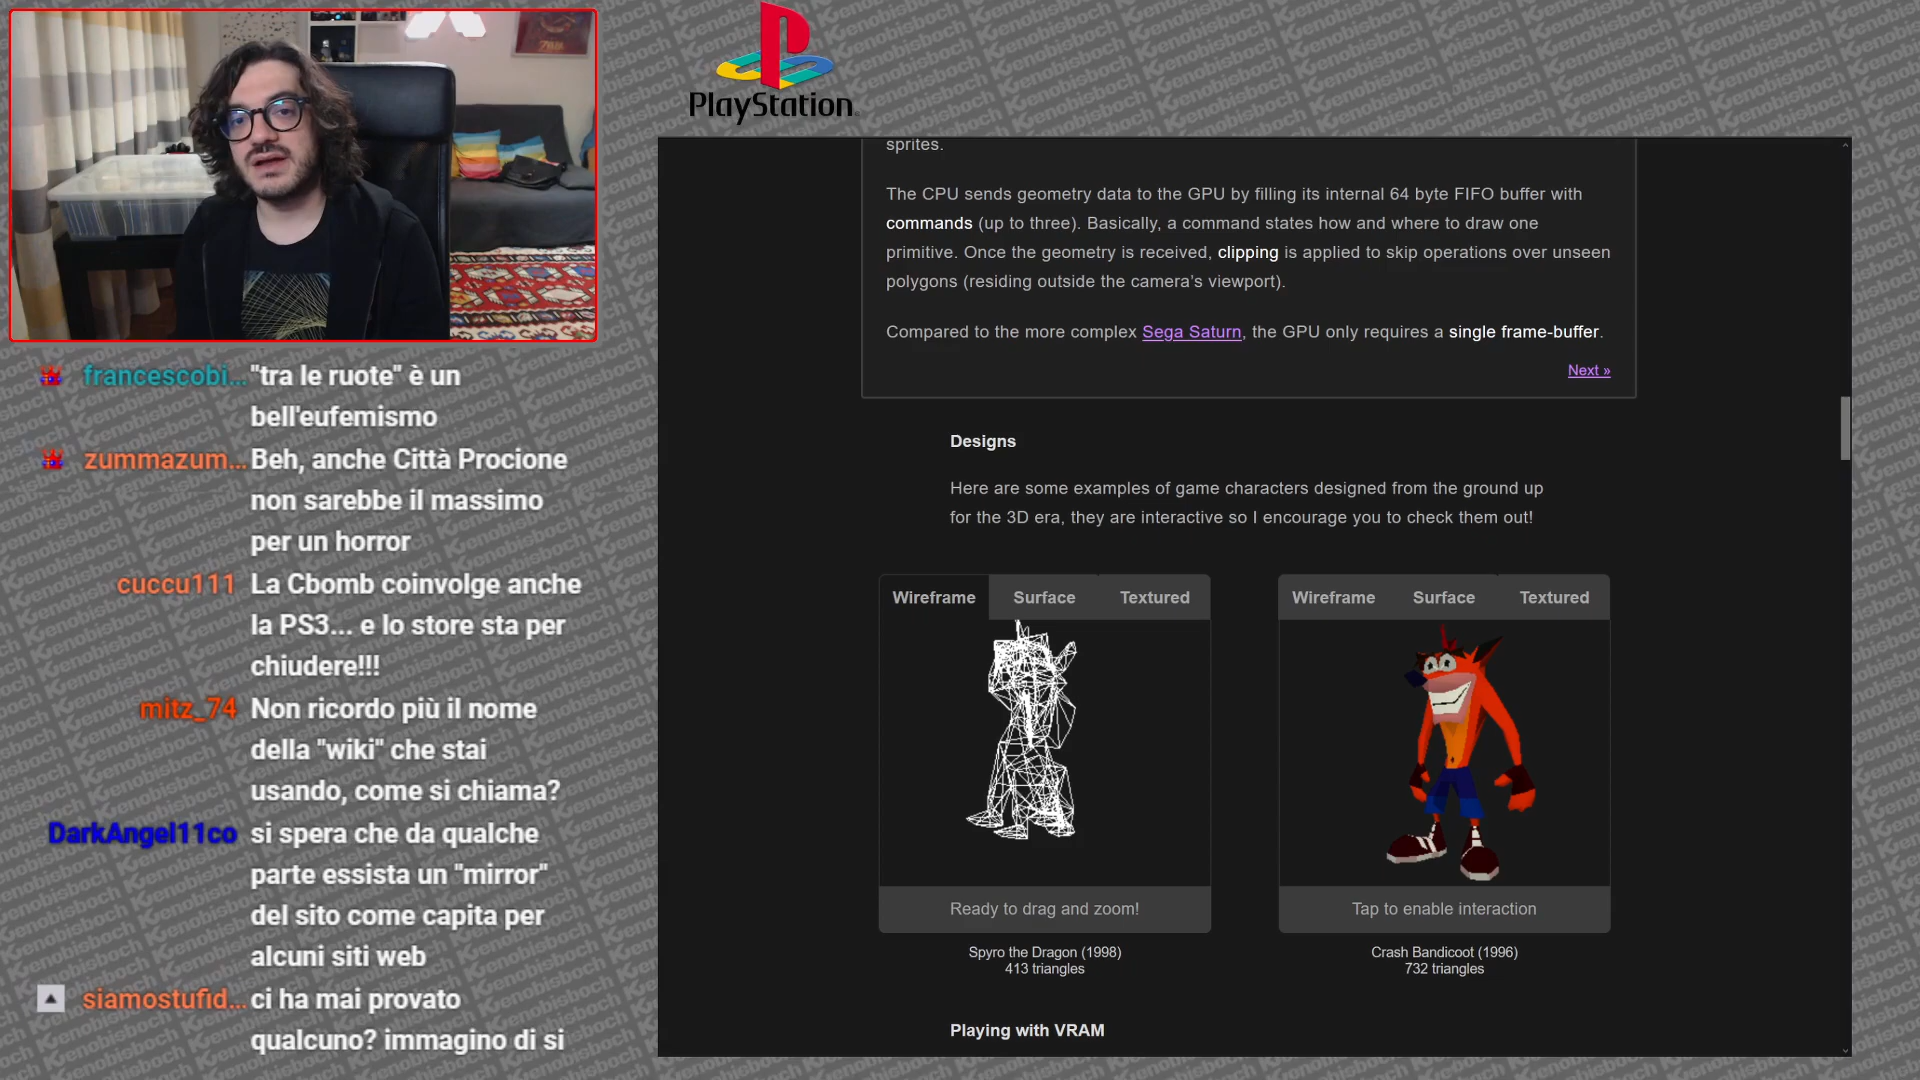 PlayStation
francescobi... "tra le ruote" è un
bell'eufemismo
zummazum... Beh, anche Città Procione
non sarebbe il massimo
per un horror
cuccu111 La Cbomb coinvolge anche
la PS3... e lo store sta per
chiudere!!!
mitz_74 Non ricordo più il nome
della "wiki" che stai
usando, come si chiama?
DarkAngel11co si spera che da qualche
parte essista un "mirror"
del sito come capita per
alcuni siti web
siamostufid... ci ha mai provato
qualcuno? immagino di si
sprites.
The CPU sends geometry data to the GPU by filling its internal 64 byte FIFO buffer with
commands (up to three). Basically, a command states how and where to draw one
primitive. Once the geometry is received, clipping is applied to skip operations over unseen
polygons (residing outside the camera's viewport).
Compared to the more complex Sega Saturn, the GPU only requires a single frame-buffer.
Next »
Designs
Here are some examples of game characters designed from the ground up
for the 3D era, they are interactive so I encourage you to check them out!
Wireframe Surface Textured
Ready to drag and zoom!
Spyro the Dragon (1998)
413 triangles
Wireframe Surface Textured
Tap to enable interaction
Crash Bandicoot (1996)
732 triangles
Playing with VRAM
Kenobisboch